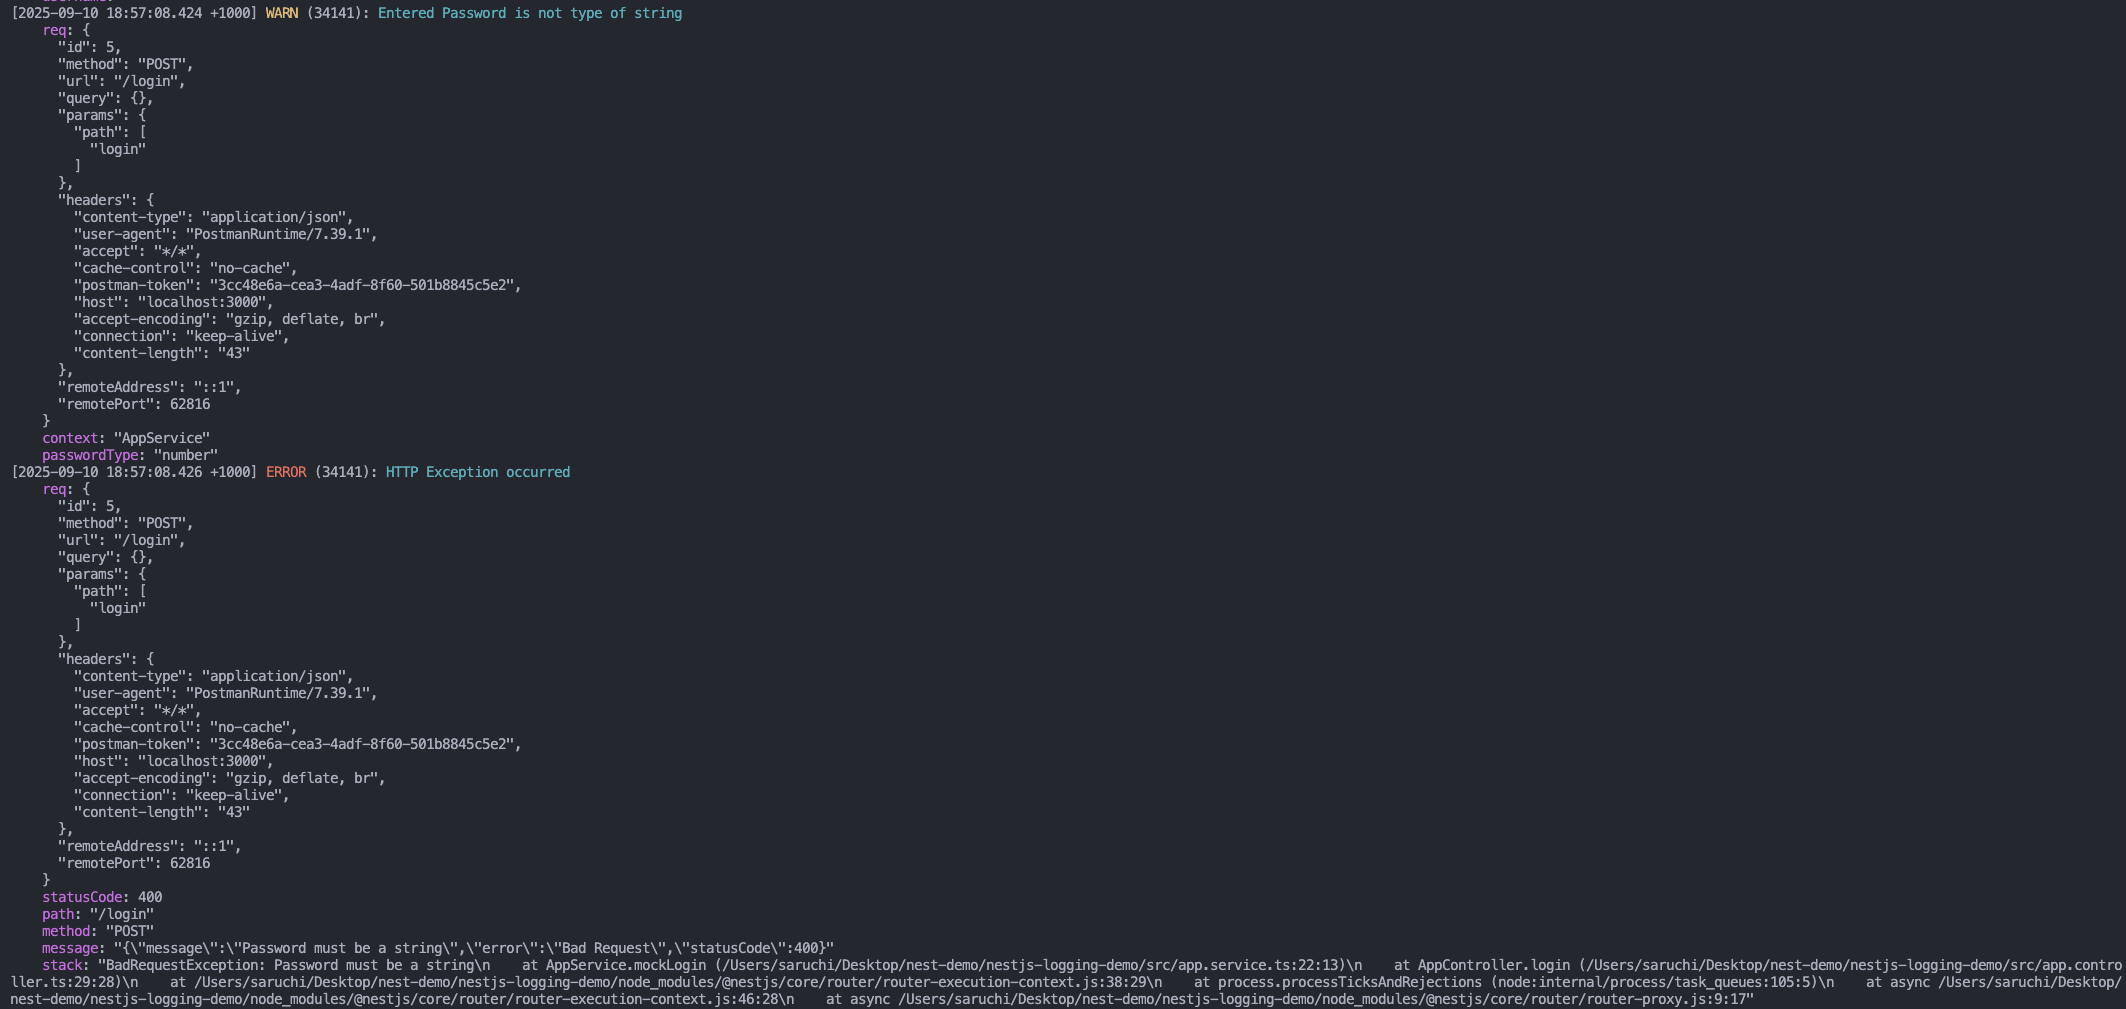 [2025-09-10 18:57:08.424 +1000] WARN (34141): Entered Password is not type of string
    req: {
      "id": 5,
      "method": "POST",
      "url": "/login",
      "query": {},
      "params": {
        "path": [
          "login"
        ]
      },
      "headers": {
        "content-type": "application/json",
        "user-agent": "PostmanRuntime/7.39.1",
        "accept": "*/*",
        "cache-control": "no-cache",
        "postman-token": "3cc48e6a-cea3-4adf-8f60-501b8845c5e2",
        "host": "localhost:3000",
        "accept-encoding": "gzip, deflate, br",
        "connection": "keep-alive",
        "content-length": "43"
      },
      "remoteAddress": "::1",
      "remotePort": 62816
    }
    context: "AppService"
    passwordType: "number"
[2025-09-10 18:57:08.426 +1000] ERROR (34141): HTTP Exception occurred
    req: {
      "id": 5,
      "method": "POST",
      "url": "/login",
      "query": {},
      "params": {
        "path": [
          "login"
        ]
      },
      "headers": {
        "content-type": "application/json",
        "user-agent": "PostmanRuntime/7.39.1",
        "accept": "*/*",
        "cache-control": "no-cache",
        "postman-token": "3cc48e6a-cea3-4adf-8f60-501b8845c5e2",
        "host": "localhost:3000",
        "accept-encoding": "gzip, deflate, br",
        "connection": "keep-alive",
        "content-length": "43"
      },
      "remoteAddress": "::1",
      "remotePort": 62816
    }
    statusCode: 400
    path: "/login"
    method: "POST"
    message: "{\"message\":\"Password must be a string\",\"error\":\"Bad Request\",\"statusCode\":400}"
    stack: "BadRequestException: Password must be a string\n    at AppService.mockLogin (/Users/saruchi/Desktop/nest-demo/nestjs-logging-demo/src/app.service.ts:22:13)\n    at AppController.login (/Users/saruchi/Desktop/nest-demo/nestjs-logging-demo/src/app.contro
ller.ts:29:28)\n    at /Users/saruchi/Desktop/nest-demo/nestjs-logging-demo/node_modules/@nestjs/core/router/router-execution-context.js:38:29\n    at process.processTicksAndRejections (node:internal/process/task_queues:105:5)\n    at async /Users/saruchi/Desktop/
nest-demo/nestjs-logging-demo/node_modules/@nestjs/core/router/router-execution-context.js:46:28\n    at async /Users/saruchi/Desktop/nest-demo/nestjs-logging-demo/node_modules/@nestjs/core/router/router-proxy.js:9:17"